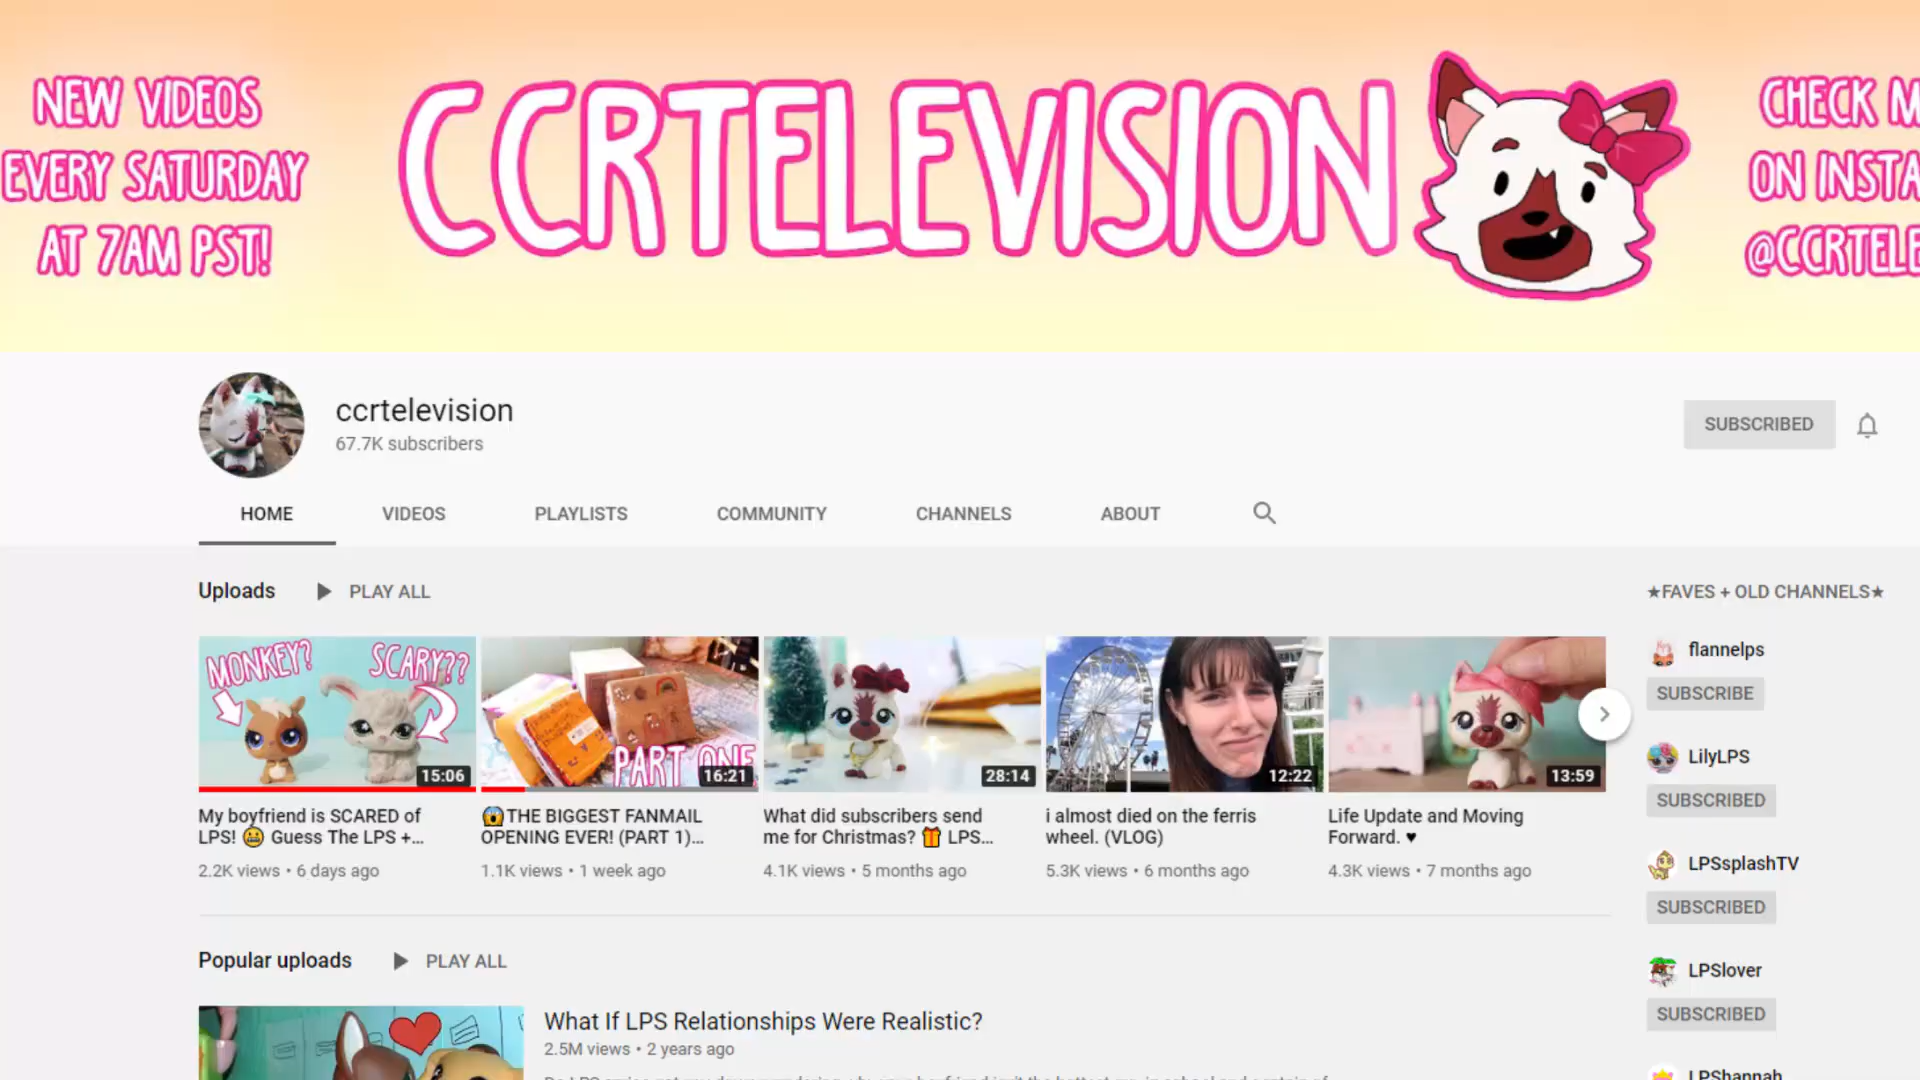 NEW VIDEOS
EVERY SATURDAY
AT 7AM PST!
CCRTELEVISION
CHECK M
ON INSTA
@CCRTELE
ccrtelevision
67.7K subscribers
SUBSCRIBED
HOME VIDEOS PLAYLISTS COMMUNITY CHANNELS ABOUT
Uploads PLAY ALL
MONKEY? SCARY??
15:06
My boyfriend is SCARED of
LPS! 😬 Guess The LPS +...
2.2K views • 6 days ago
PART ONE
16:21
😱THE BIGGEST FANMAIL
OPENING EVER! (PART 1)...
1.1K views • 1 week ago
28:14
What did subscribers send
me for Christmas? 🎁 LPS...
4.1K views • 5 months ago
12:22
i almost died on the ferris
wheel. (VLOG)
5.3K views • 6 months ago
13:59
Life Update and Moving
Forward. ♥
4.3K views • 7 months ago
★FAVES + OLD CHANNELS★
flannelps
SUBSCRIBE
LilyLPS
SUBSCRIBED
LPSsplashTV
SUBSCRIBED
LPSlover
SUBSCRIBED
LPShannah
Popular uploads PLAY ALL
What If LPS Relationships Were Realistic?
2.5M views • 2 years ago